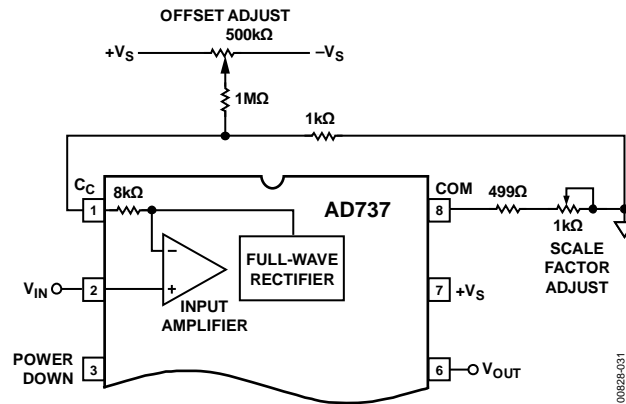 OFFSET ADJUST
500kΩ
+VS
–VS
1MΩ
1kΩ
CC
8kΩ
AD737
COM
499Ω
1
8
1kΩ
SCALE
FACTOR
ADJUST
FULL-WAVE
RECTIFIER
–
+
VIN
2
INPUT
AMPLIFIER
7
+VS
POWER
DOWN
3
6
VOUT
00828-031